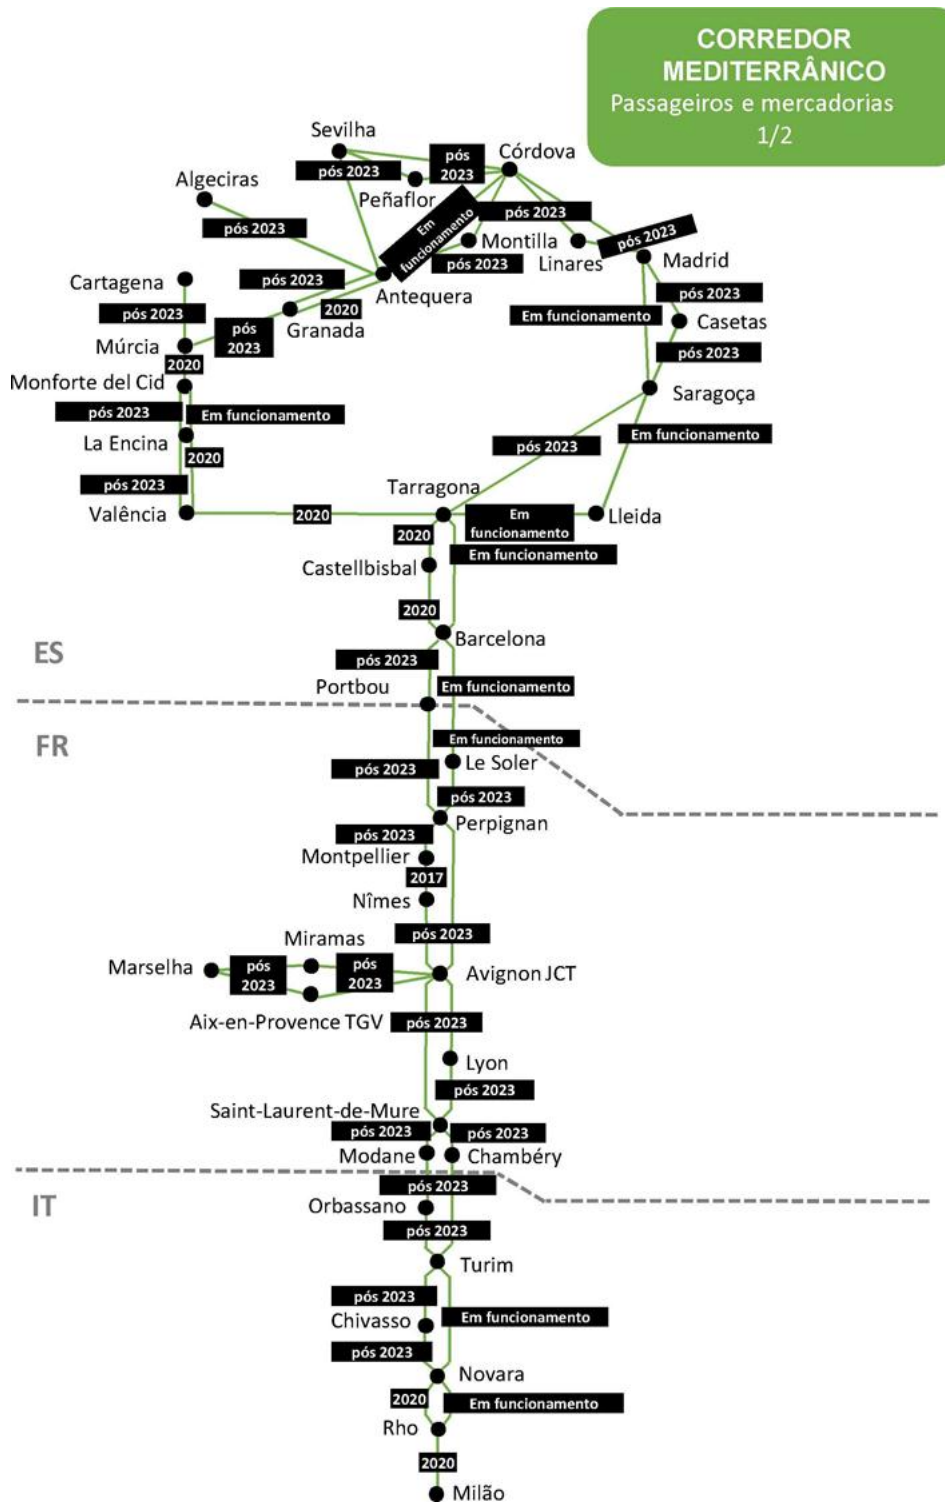 CORREDOR
MEDITERRÂNICO
Passageiros e mercadorias
1/2
Sevilha
pós
2023
Córdova
pós 2023
Algeciras
Peñaflor
Em
funcionamento
pós 2023
pós 2023
Montilla
pós 2023
Linares
pós 2023
Madrid
Cartagena
pós 2023
Antequera
pós 2023
pós 2023
2020
Granada
Em funcionamento
Casetas
Múrcia
pós
2023
pós 2023
2020
Monforte del Cid
Saragoça
pós 2023
Em funcionamento
Em funcionamento
La Encina
pós 2023
2020
pós 2023
Tarragona
Valência
2020
Em
funcionamento
Lleida
2020
Em funcionamento
Castellbisbal
2020
Barcelona
ES
pós 2023
Portbou
Em funcionamento
FR
Em funcionamento
Le Soler
pós 2023
pós 2023
Perpignan
pós 2023
Montpellier
2017
Nîmes
pós 2023
Miramas
Marselha
pós
2023
pós
2023
Avignon JCT
Aix-en-Provence TGV
pós 2023
Lyon
pós 2023
Saint-Laurent-de-Mure
pós 2023
pós 2023
Modane
Chambéry
pós 2023
IT
Orbassano
pós 2023
Turim
pós 2023
Chivasso
Em funcionamento
pós 2023
Novara
2020
Em funcionamento
Rho
2020
Milão